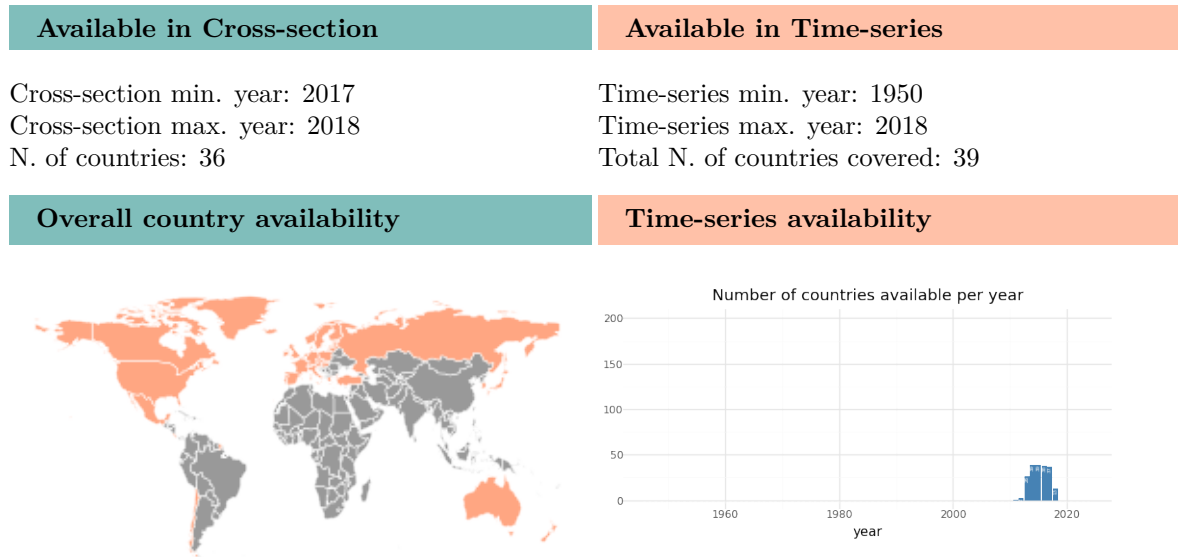 Available in Cross-section
Available in Time-series
Cross-section min. year: 2017
Cross-section max. year: 2018
N. of countries: 36
Time-series min. year: 1950
Time-series max. year: 2018
Total N. of countries covered: 39
Overall country availability
Time-series availability
Number of countries available per year
200
150
100
50
0
1960 1980 2000 2020
year